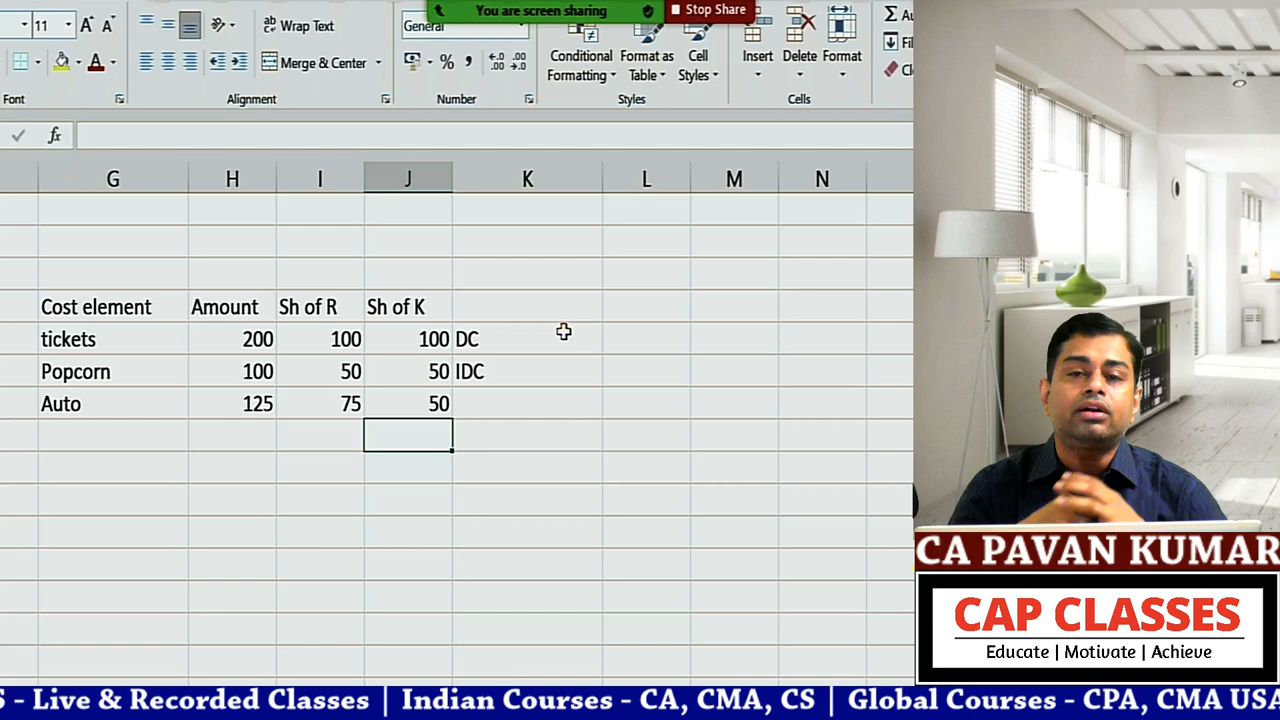 You are screen sharing
Stop Share
11
Wrap Text
General
Conditional Formatting
Format as Table
Cell Styles
Insert
Delete
Format
Merge & Center
Font
Alignment
Number
Styles
Cells
fx
G H I J K L M N
Cost element Amount Sh of R Sh of K
tickets 200 100 100 DC
Popcorn 100 50 50 IDC
Auto 125 75 50
CA PAVAN KUMAR
CAP CLASSES
Educate | Motivate | Achieve
S - Live & Recorded Classes | Indian Courses - CA, CMA, CS | Global Courses - CPA, CMA USA